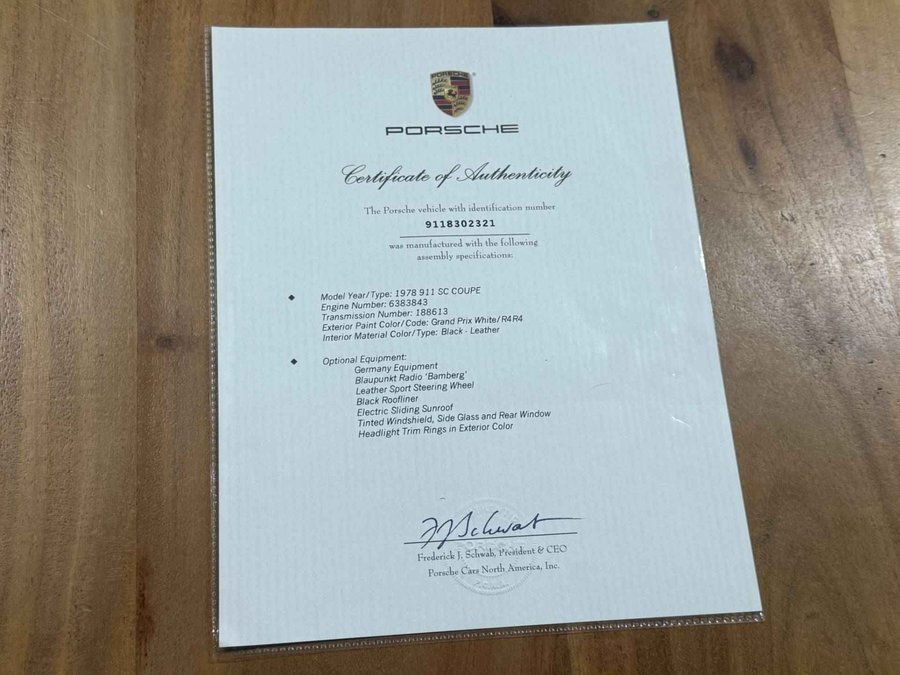 PORSCHE
PORSCHE
Certificate of Authenticity
The Porsche vehicle with identification number
9118302321
was manufactured with the following
assembly specifications:
Model Year/Type: 1978 911 SC COUPE
Engine Number: 6383843
Transmission Number: 188613
Exterior Paint Color/Code: Grand Prix White/R4R4
Interior Material Color/Type: Black - Leather
Optional Equipment:
Germany Equipment
Blaupunkt Radio 'Bamberg'
Leather Sport Steering Wheel
Black Roofliner
Electric Sliding Sunroof
Tinted Windshield, Side Glass and Rear Window
Headlight Trim Rings in Exterior Color
Frederick J. Schwab, President & CEO
Porsche Cars North America, Inc.